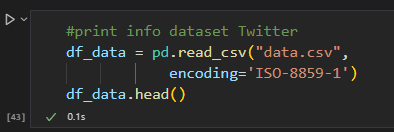 #print info dataset Twitter
df_data = pd.read_csv("data.csv",
encoding='ISO-8859-1')
df_data.head()
[43]
0.1s